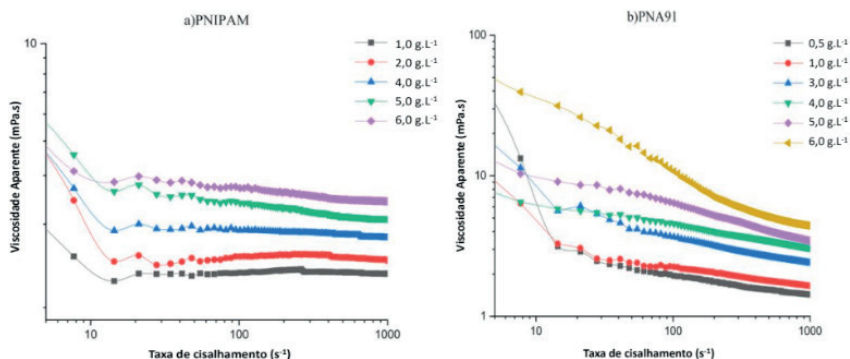 a)PNIPAM
10
1,0 g.L⁻¹
2,0 g.L⁻¹
4,0 g.L⁻¹
5,0 g.L⁻¹
6,0 g.L⁻¹
Viscosidade Aparente (mPa.s)
10
100
1000
Taxa de cisalhamento (s⁻¹)
b)PNA91
100
10
1
0,5 g.L⁻¹
1,0 g.L⁻¹
3,0 g.L⁻¹
4,0 g.L⁻¹
5,0 g.L⁻¹
6,0 g.L⁻¹
Viscosidade Aparente (mPa.s)
10
100
1000
Taxa de cisalhamento (s⁻¹)